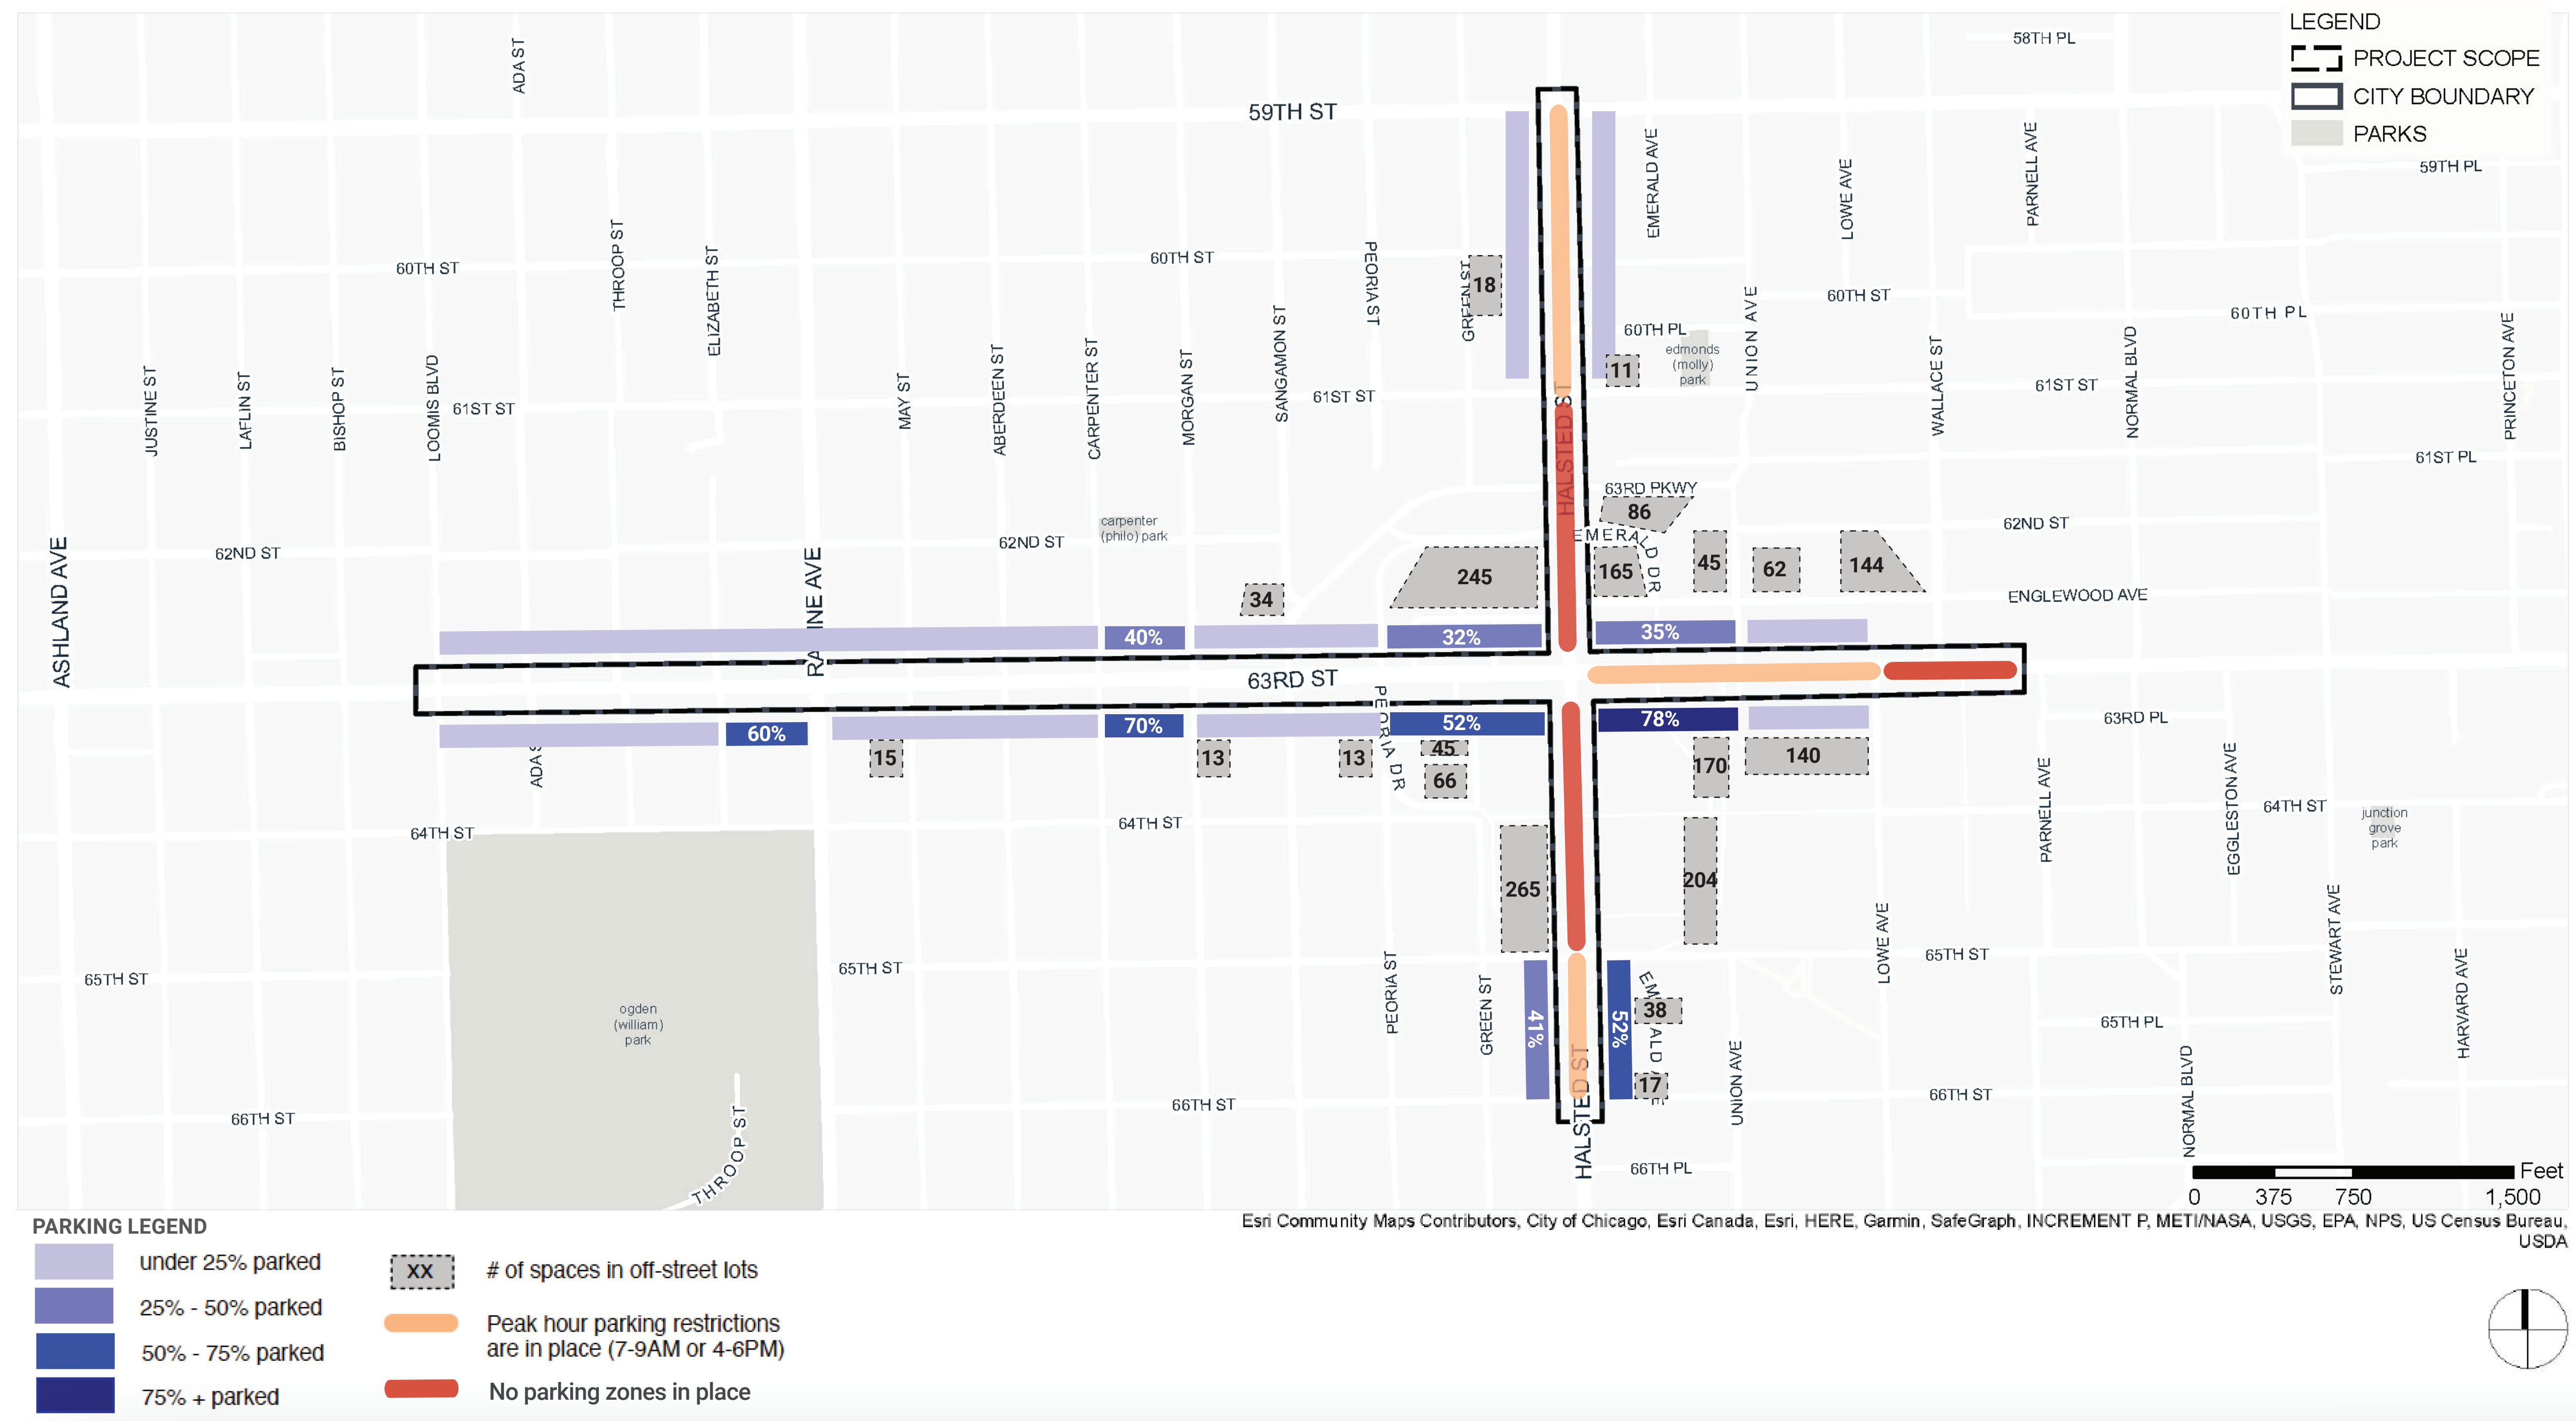 LEGEND
PROJECT SCOPE
CITY BOUNDARY
PARKS
58TH PL
ADA ST
59TH ST
EMERALD AVE
LOWE AVE
PARNELL AVE
59TH PL
THROOP ST
ELIZABETH ST
60TH ST
60TH ST
PEORIA ST
GREEN ST
18
60TH ST
60TH PL
60TH PL
UNION AVE
edmonds
(molly)
park
11
JUSTINE ST
LAFLIN ST
BISHOP ST
LOOMIS BLVD
61ST ST
MAY ST
ABERDEEN ST
CARPENTER ST
MORGAN ST
SANGAMON ST
61ST ST
HALSTED ST
WALLACE ST
61ST ST
NORMAL BLVD
PRINCETON AVE
61ST PL
63RD PKWY
86
ASHLAND AVE
62ND ST
62ND ST
carpenter
(philo) park
EMERALD DR
62ND ST
34
245
165
45
62
144
ENGLEWOOD AVE
40%
32%
35%
63RD ST
60%
70%
52%
78%
63RD PL
PEORIA DR
15
13
13
45
66
170
140
64TH ST
64TH ST
64TH ST
PARNELL AVE
EGGLESTON AVE
junction
grove
park
265
204
65TH ST
65TH ST
65TH ST
PEORIA ST
GREEN ST
LOWE AVE
STEWART AVE
HARVARD AVE
ogden
(william)
park
41%
52%
38
17
65TH PL
UNION AVE
NORMAL BLVD
66TH ST
66TH ST
66TH ST
THROOP ST
HALSTED ST
66TH PL
Feet
0 375 750 1,500
Esri Community Maps Contributors, City of Chicago, Esri Canada, Esri, HERE, Garmin, SafeGraph, INCREMENT P, METI/NASA, USGS, EPA, NPS, US Census Bureau,
USDA
PARKING LEGEND
under 25% parked
25% - 50% parked
50% - 75% parked
75% + parked
XX
# of spaces in off-street lots
Peak hour parking restrictions
are in place (7-9AM or 4-6PM)
No parking zones in place